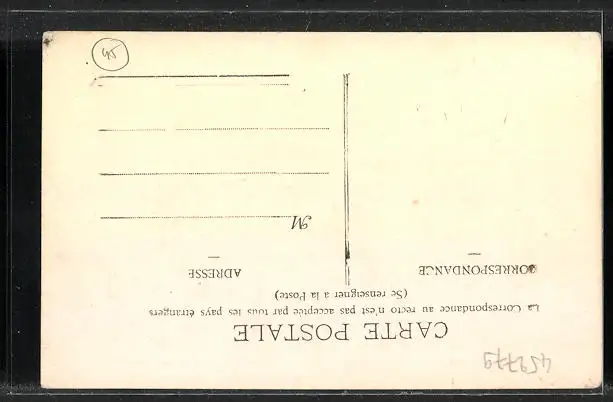 CARTE POSTALE
La Correspondance au recto n'est pas acceptée par tous les pays étrangers
(Se renseigner à la Poste)
CORRESPONDANCE
ADRESSE
M
45